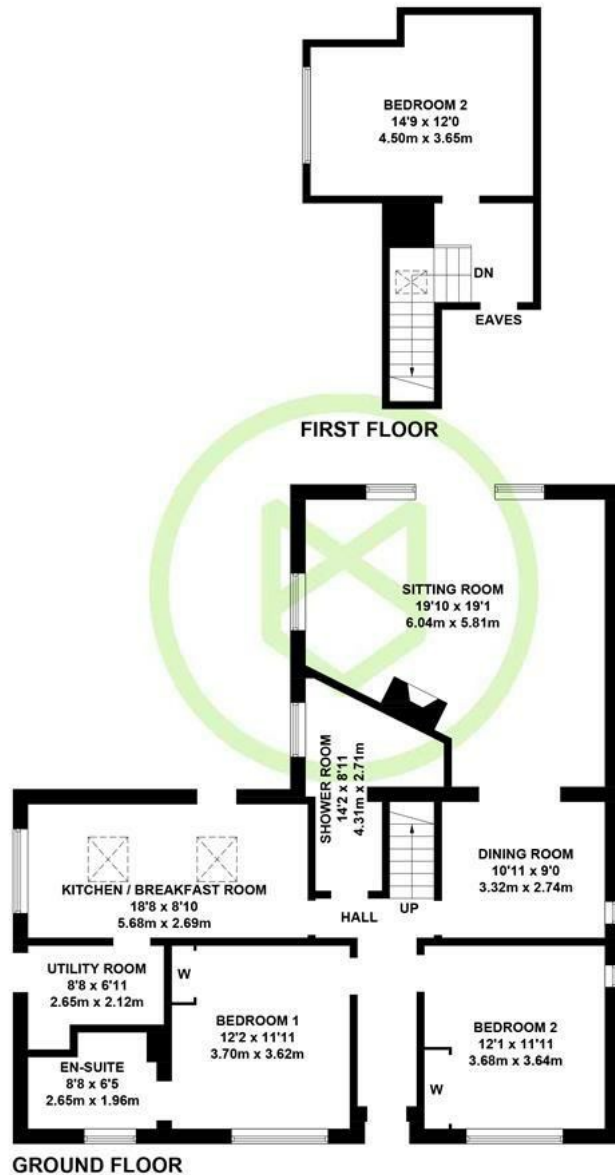 BEDROOM 2
14'9 x 12'0
4.50m x 3.65m
DN
EAVES
FIRST FLOOR
SITTING ROOM
19'10 x 19'1
6.04m x 5.81m
SHOWER ROOM
14'2 x 8'11
4.31m x 2.71m
KITCHEN / BREAKFAST ROOM
18'8 x 8'10
5.68m x 2.69m
DINING ROOM
10'11 x 9'0
3.32m x 2.74m
HALL
UP
UTILITY ROOM
8'8 x 6'11
2.65m x 2.12m
W
BEDROOM 1
12'2 x 11'11
3.70m x 3.62m
BEDROOM 2
12'1 x 11'11
3.68m x 3.64m
W
EN-SUITE
8'8 x 6'5
2.65m x 1.96m
GROUND FLOOR